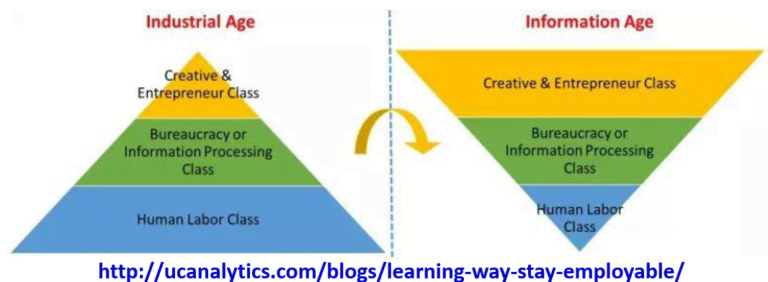 Industrial Age
Creative &
Entrepreneur Class
Bureaucracy or
Information Processing
Class
Human Labor Class
Information Age
Creative & Entrepreneur Class
Bureaucracy or
Information Processing
Class
Human Labor
Class
http://ucanalytics.com/blogs/learning-way-stay-employable/